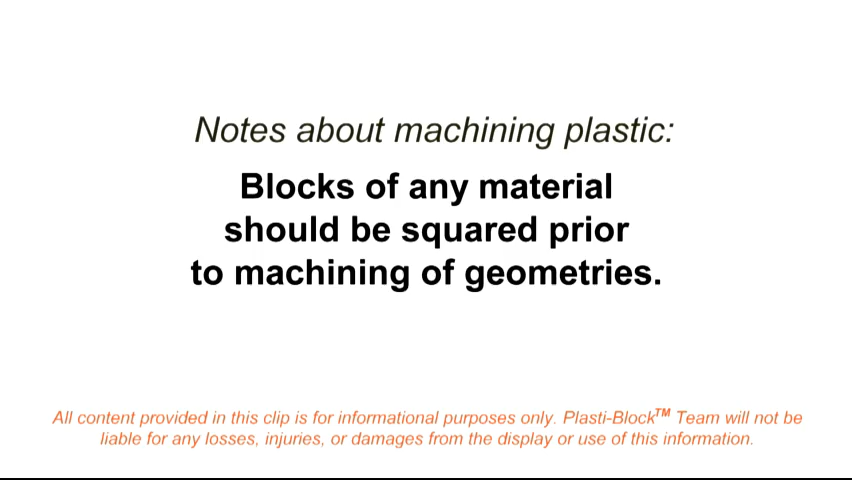 Notes about machining plastic:
Blocks of any material
should be squared prior
to machining of geometries.
All content provided in this clip is for informational purposes only. Plasti-Block™ Team will not be
liable for any losses, injuries, or damages from the display or use of this information.